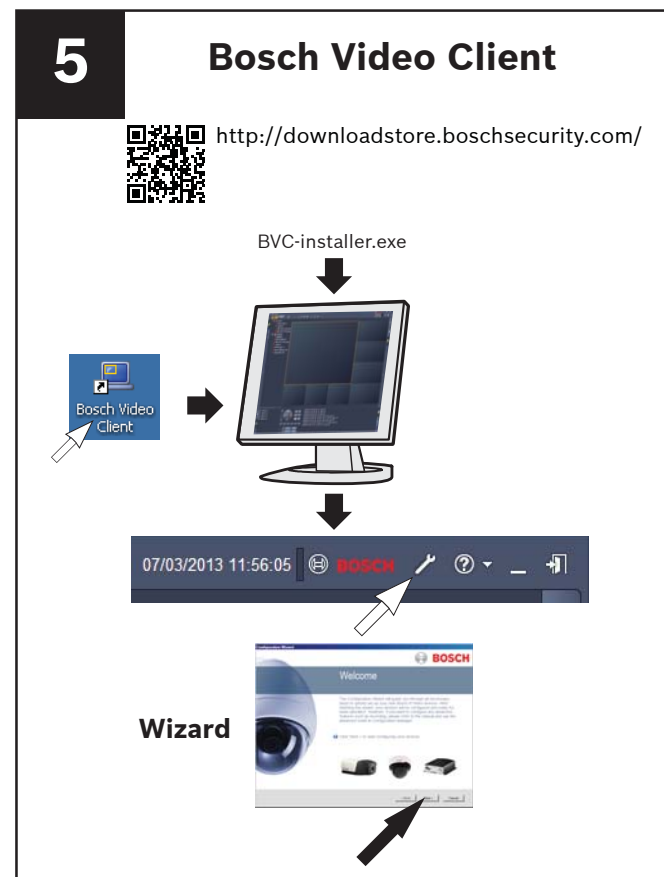 5
Bosch Video Client
http://downloadstore.boschsecurity.com/
BVC-installer.exe
Bosch Video
Client
07/03/2013 11:56:05 BOSCH
BOSCH
Welcome
Wizard